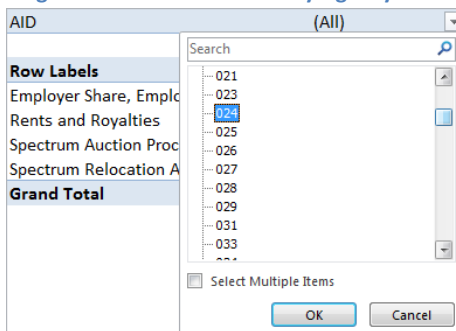 AID (All)
Search
Row Labels
Employer Share, Emplo
Rents and Royalties
Spectrum Auction Proc
Spectrum Relocation A
Grand Total
021
023
024
025
026
027
028
029
031
033
Select Multiple Items
OK Cancel